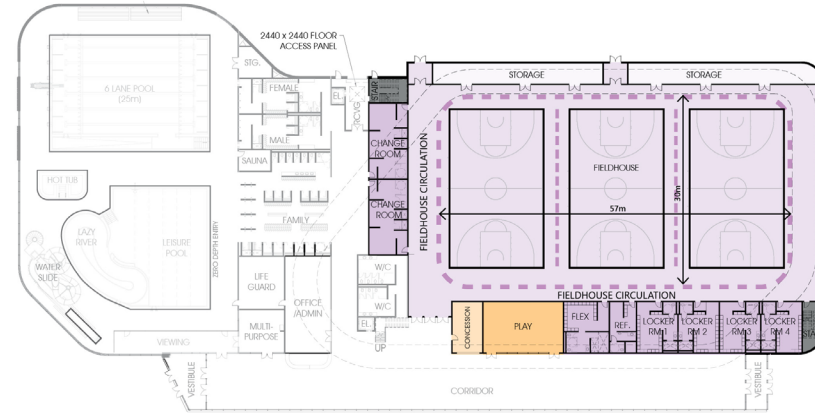 2440 x 2440 FLOOR
ACCESS PANEL
STG.
FEMALE
EL.
RCVG
STAIR
STORAGE
STORAGE
6 LANE POOL
[25m]
MALE
SAUNA
CHANGE
ROOM
CHANGE
ROOM
FIELDHOUSE CIRCULATION
FIELDHOUSE
30m
57m
HOT TUB
LAZY
RIVER
LEISURE
POOL
ZERO DEPTH ENTRY
FAMILY
WATER
SLIDE
LIFE
GUARD
OFFICE
/ADMIN
W/C
W/C
EL.
UP
MULTI-
PURPOSE
VIEWING
FIELDHOUSE CIRCULATION
CONCESSION
PLAY
FLEX
REF.
LOCKER
RM 1
LOCKER
RM 2
LOCKER
RM 3
LOCKER
RM 4
VESTIBULE
CORRIDOR
VESTIBULE